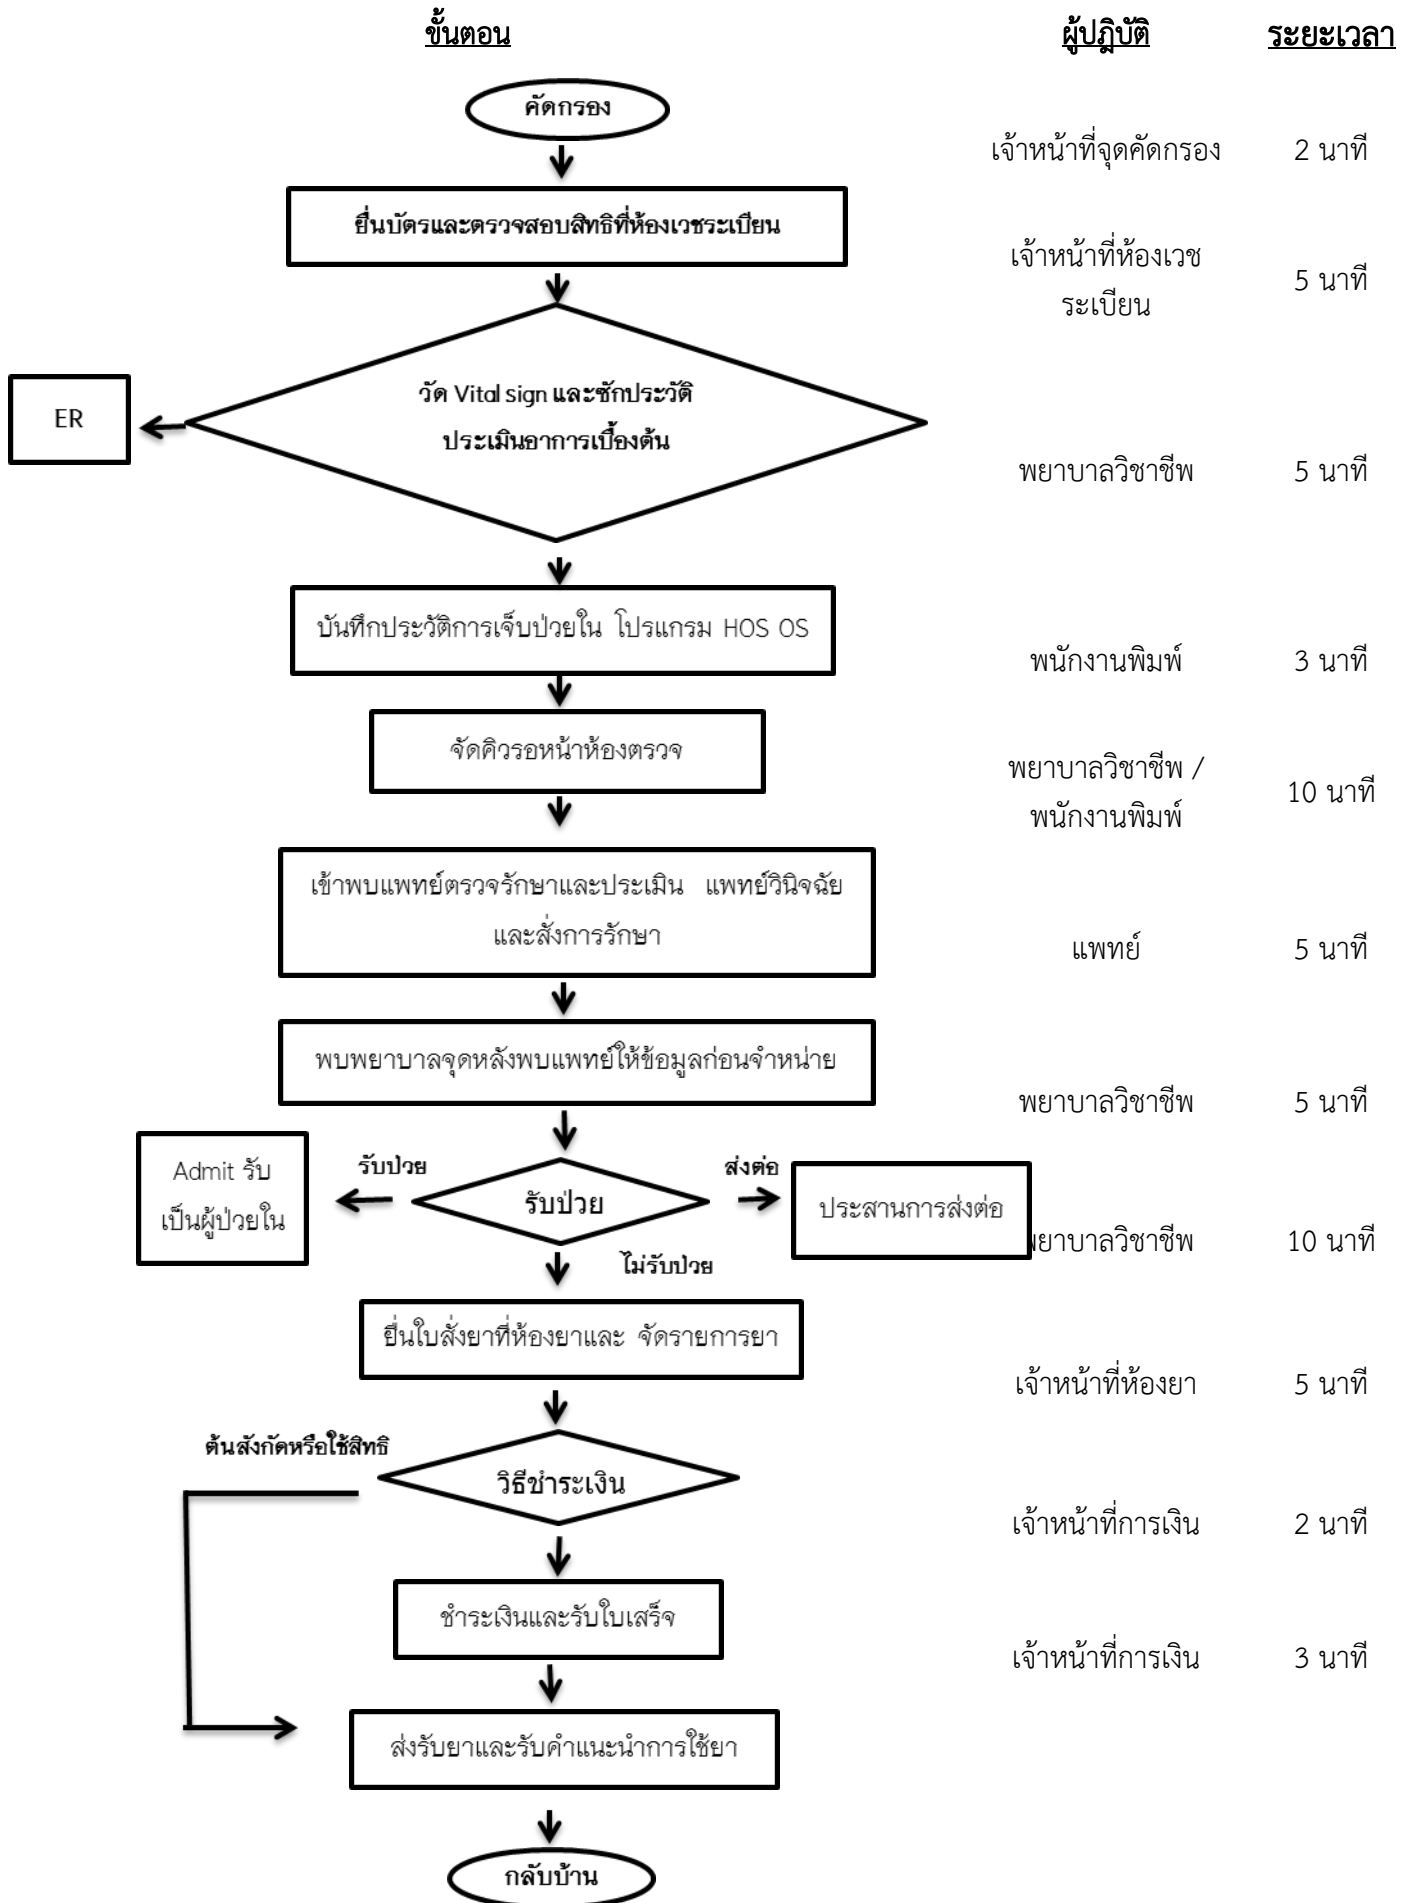 ขั้นตอน ผู้ปฏิบัติ ระยะเวลา
คัดกรอง
เจ้าหน้าที่จุดคัดกรอง 2 นาที
ยื่นบัตรและตรวจสอบสิทธิที่ห้องเวชระเบียน
เจ้าหน้าที่ห้องเวช
ระเบียน
5 นาที
วัด Vital sign และซักประวัติ
ประเมินอาการเบื้องต้น
ER
พยาบาลวิชาชีพ 5 นาที
บันทึกประวัติการเจ็บป่วยใน โปรแกรม HOS OS
พนักงานพิมพ์ 3 นาที
จัดคิวรอหน้าห้องตรวจ
พยาบาลวิชาชีพ /
พนักงานพิมพ์
10 นาที
เข้าพบแพทย์ตรวจรักษาและประเมิน แพทย์วินิจฉัย
และสั่งการรักษา
แพทย์ 5 นาที
พบพยาบาลจุดหลังพบแพทย์ให้ข้อมูลก่อนจำหน่าย
พยาบาลวิชาชีพ 5 นาที
Admit รับ
เป็นผู้ป่วยใน
รับป่วย
รับป่วย
ส่งต่อ
ประสานการส่งต่อ
พยาบาลวิชาชีพ 10 นาที
ไม่รับป่วย
ยื่นใบสั่งยาที่ห้องยาและ จัดรายการยา
เจ้าหน้าที่ห้องยา 5 นาที
ต้นสังกัดหรือใช้สิทธิ
วิธีชำระเงิน
เจ้าหน้าที่การเงิน 2 นาที
ชำระเงินและรับใบเสร็จ
เจ้าหน้าที่การเงิน 3 นาที
ส่งรับยาและรับคำแนะนำการใช้ยา
กลับบ้าน